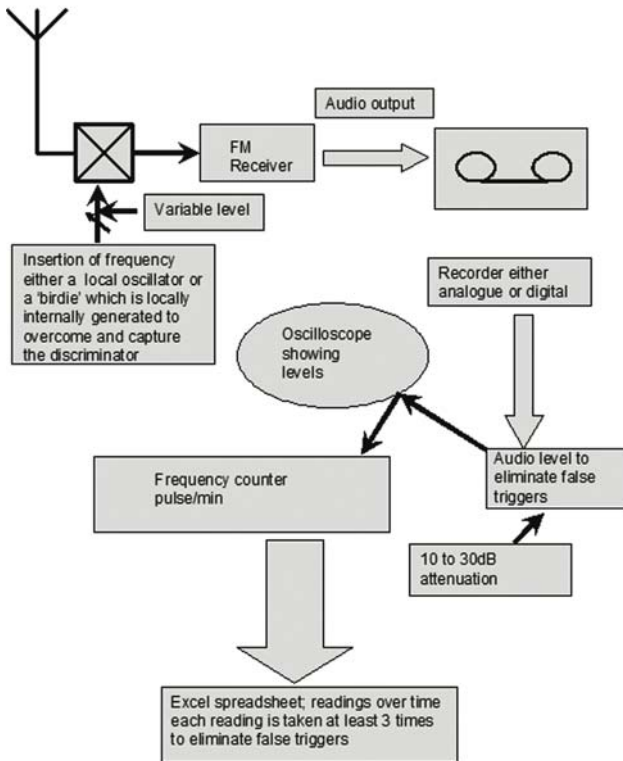 Audio output
FM
Receiver
Variable level
Insertion of frequency
either a local oscillator or
a 'birdie' which is locally
internally generated to
overcome and capture
the discriminator
Recorder either
analogue or digital
Oscilloscope
showing
levels
Audio level to
eliminate false
triggers
Frequency counter
pulse/min
10 to 30dB
attenuation
Excel spreadsheet; readings over time
each reading is taken at least 3 times
to eliminate false triggers